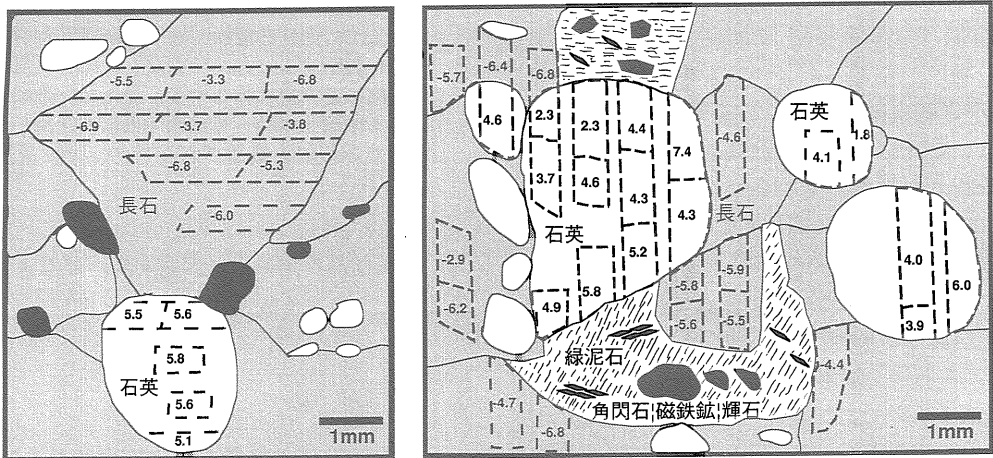 -5.5 -3.3 -6.8
-6.9 -3.7 -3.8
-6.8 -5.3
長石 -6.0
5.5 5.6
5.8
石英
5.6
5.1
1mm
-5.7 -6.4 -6.8
4.6 2.3 2.3 4.4 7.4 -4.6 石英 1.8
4.1
3.7 4.6 4.3 4.3 長石
石英
-2.9 5.2 4.0
-6.2 4.9 5.8 -5.8 -5.9 6.0
-5.6 -5.5 3.9
緑泥石
-4.4
-4.7 角閃石 磁鉄鉱 輝石
-6.8
1mm